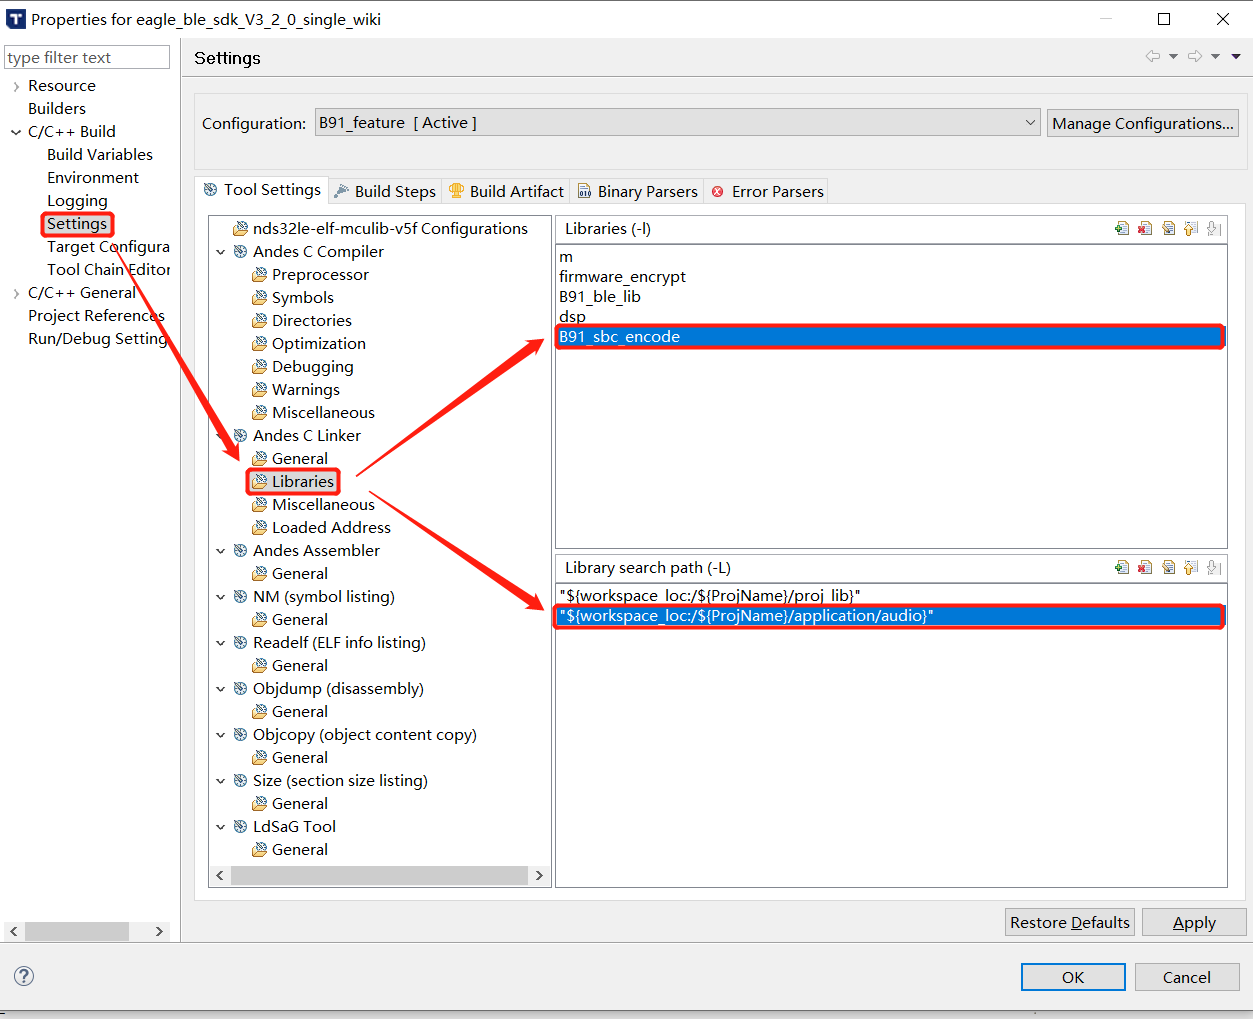 Properties for eagle_ble_sdk_V3_2_0_single_wiki
type filter text
Resource
Builders
C/C++ Build
Build Variables
Environment
Logging
Settings
Target Configura
Tool Chain Editor
C/C++ General
Project References
Run/Debug Setting
Settings
Configuration:
B91_feature [ Active ]
Manage Configurations...
Tool Settings
Build Steps
Build Artifact
Binary Parsers
Error Parsers
nds32le-elf-mculib-v5f Configurations
Andes C Compiler
Preprocessor
Symbols
Directories
Optimization
Debugging
Warnings
Miscellaneous
Andes C Linker
General
Libraries
Miscellaneous
Loaded Address
Andes Assembler
General
NM (symbol listing)
General
Readelf (ELF info listing)
General
Objdump (disassembly)
General
Objcopy (object content copy)
General
Size (section size listing)
General
LdSaG Tool
General
Libraries (-l)
m
firmware_encrypt
B91_ble_lib
dsp
B91_sbc_encode
Library search path (-L)
"${workspace_loc:/${ProjName}/proj_lib}"
"${workspace_loc:/${ProjName}/application/audio}"
Restore Defaults
Apply
OK
Cancel